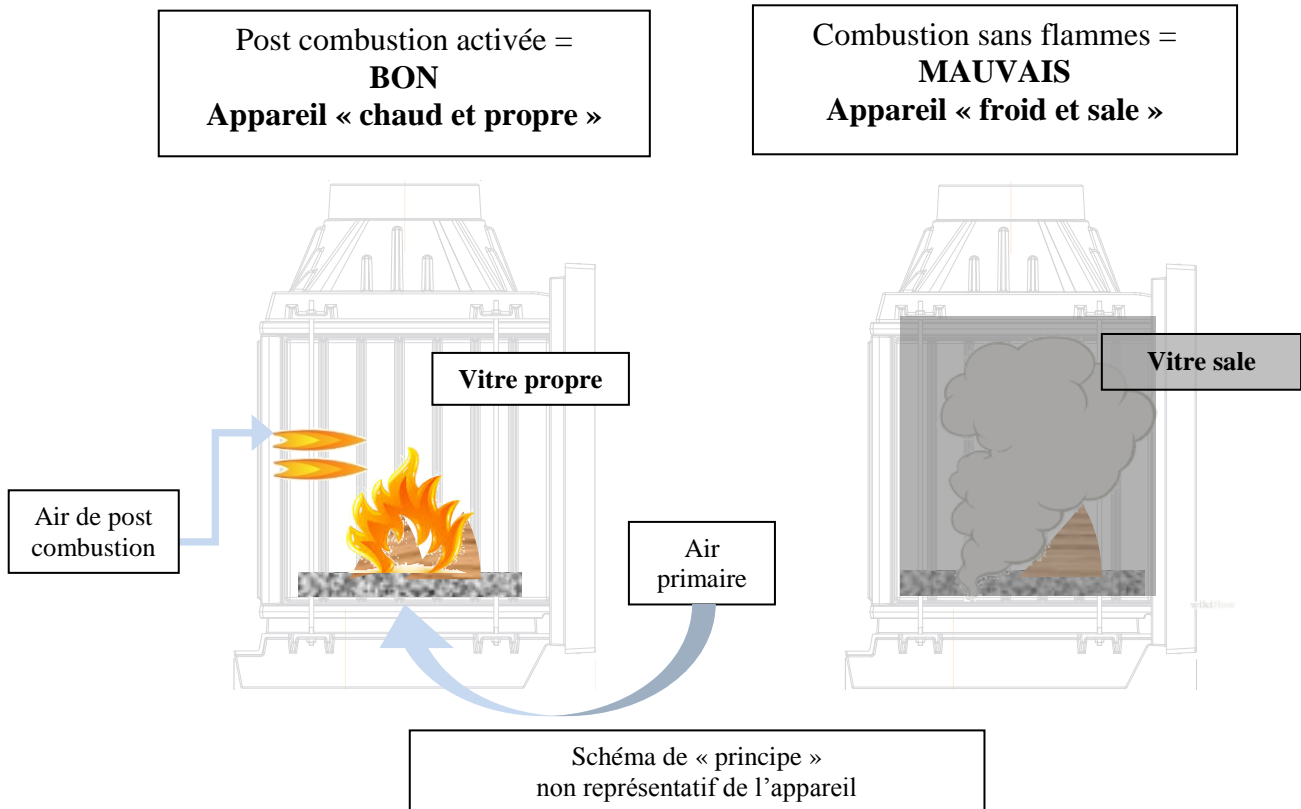 Post combustion activée =
BON
Appareil « chaud et propre »
Combustion sans flammes =
MAUVAIS
Appareil « froid et sale »
Vitre propre
Vitre sale
Air de post
combustion
Air
primaire
wikiHow
Schéma de « principe »
non représentatif de l’appareil